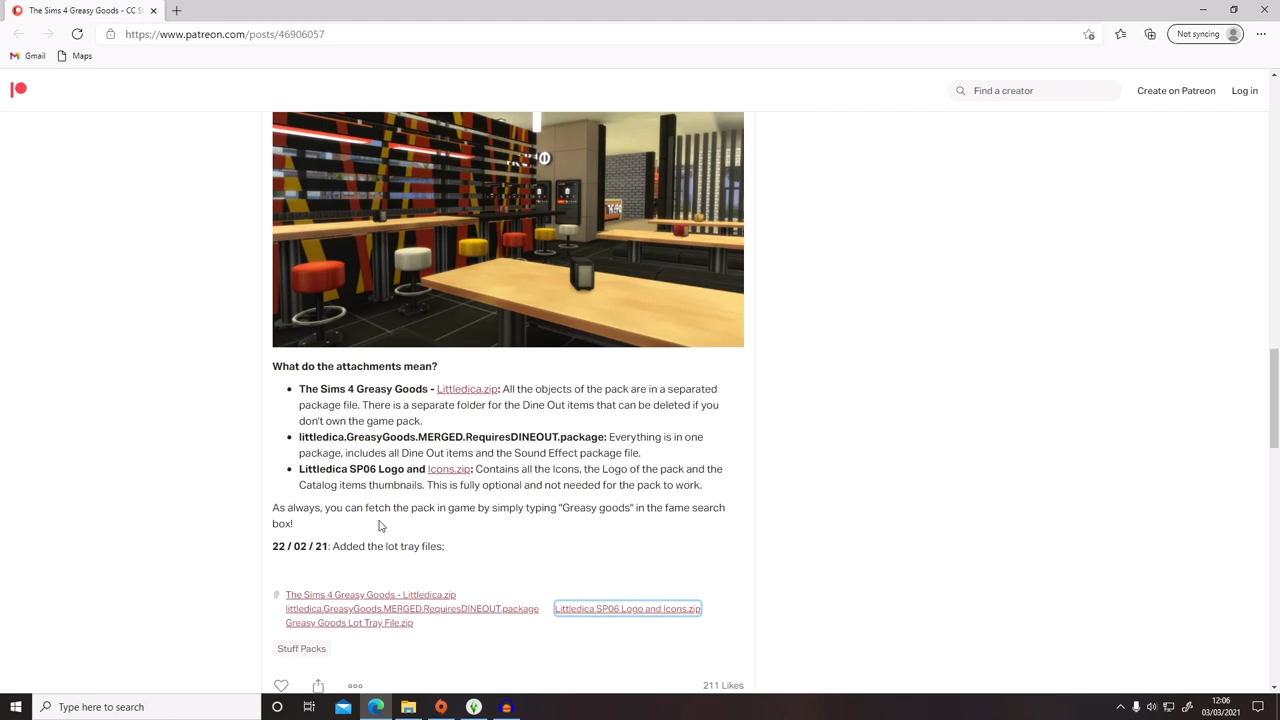 The Sims 4 Greasy Goods - CC St
https://www.patreon.com/posts/46906057
Not syncing
Gmail
Maps
Find a creator
Create on Patreon
Log in
What do the attachments mean?
The Sims 4 Greasy Goods - Littledica.zip: All the objects of the pack are in a separated
package file. There is a separate folder for the Dine Out items that can be deleted if you
don't own the game pack.
littledica.GreasyGoods.MERGED.RequiresDINEOUT.package: Everything is in one
package, includes all Dine Out items and the Sound Effect package file.
Littledica SP06 Logo and Icons.zip: Contains all the Icons, the Logo of the pack and the
Catalog items thumbnails. This is fully optional and not needed for the pack to work.
As always, you can fetch the pack in game by simply typing "Greasy goods" in the fame search
box!
22 / 02 / 21: Added the lot tray files;
The Sims 4 Greasy Goods - Littledica.zip
littledica.GreasyGoods.MERGED.RequiresDINEOUT.package
Littledica SP06 Logo and Icons.zip
Greasy Goods Lot Tray File.zip
Stuff Packs
211 Likes
Type here to search
12:06
03/03/2021